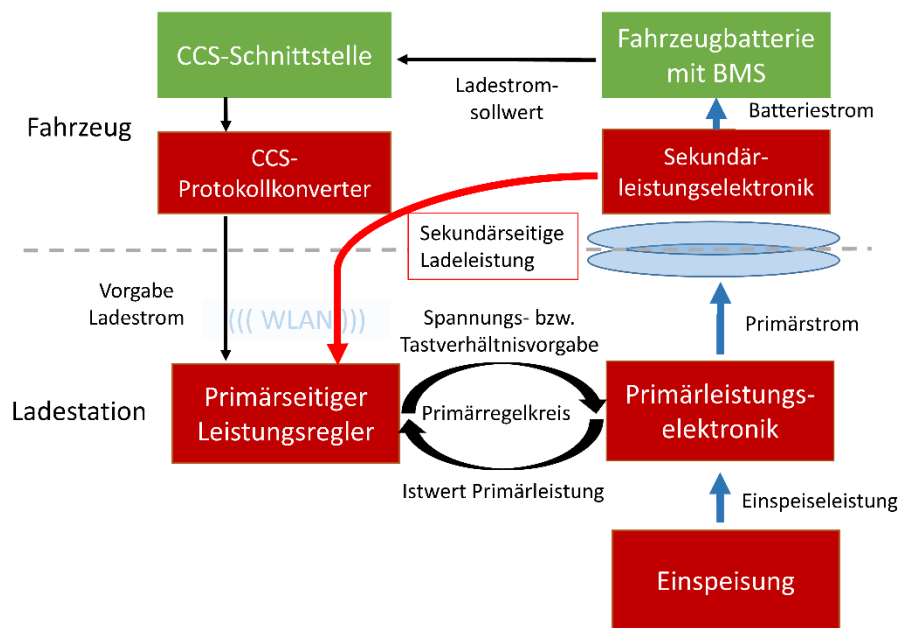 CCS-Schnittstelle
Fahrzeugbatterie
mit BMS
Ladestrom-
sollwert
Batteriestrom
Fahrzeug
CCS-
Protokollkonverter
Sekundär-
leistungselektronik
Sekundärseitige
Ladeleistung
Vorgabe
Ladestrom
((( WLAN )))
Spannungs- bzw.
Tastverhältnisvorgabe
Primärstrom
Ladestation
Primärseitiger
Leistungsregler
Primärregelkreis
Primärleistungs-
elektronik
Istwert Primärleistung
Einspeiseleistung
Einspeisung